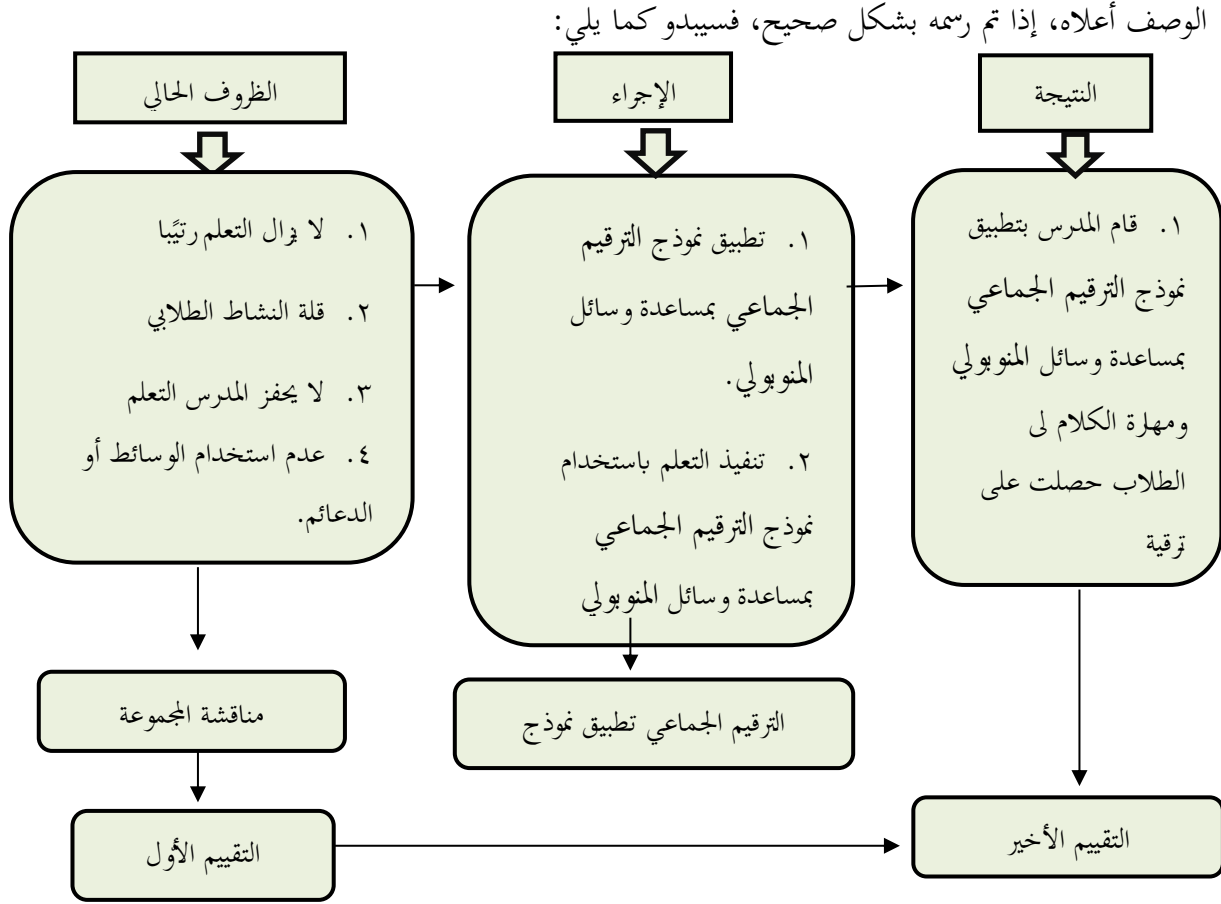 الوصف أعلاه، إذا تم رسمه بشكل صحيح، فسيبدو كما يلي:
الظروف الحالي
الإجراء
النتيجة
١. لا يزال التعلم رتيبًا
٢. قلة النشاط الطلابي
٣. لا يحفز المدرس التعلم
٤. عدم استخدام الوسائط أو
الدعائم.
١. تطبيق نموذج الترقيم
الجماعي بمساعدة وسائل
المنوبولي.
٢. تنفيذ التعلم باستخدام
نموذج الترقيم الجماعي
بمساعدة وسائل المنوبولي
١. قام المدرس بتطبيق
نموذج الترقيم الجماعي
بمساعدة وسائل المنوبولي
ومهارة الكلام لى
الطلاب حصلت على
ترقية
مناقشة المجموعة
الترقيم الجماعي تطبيق نموذج
التقييم الأول
التقييم الأخير